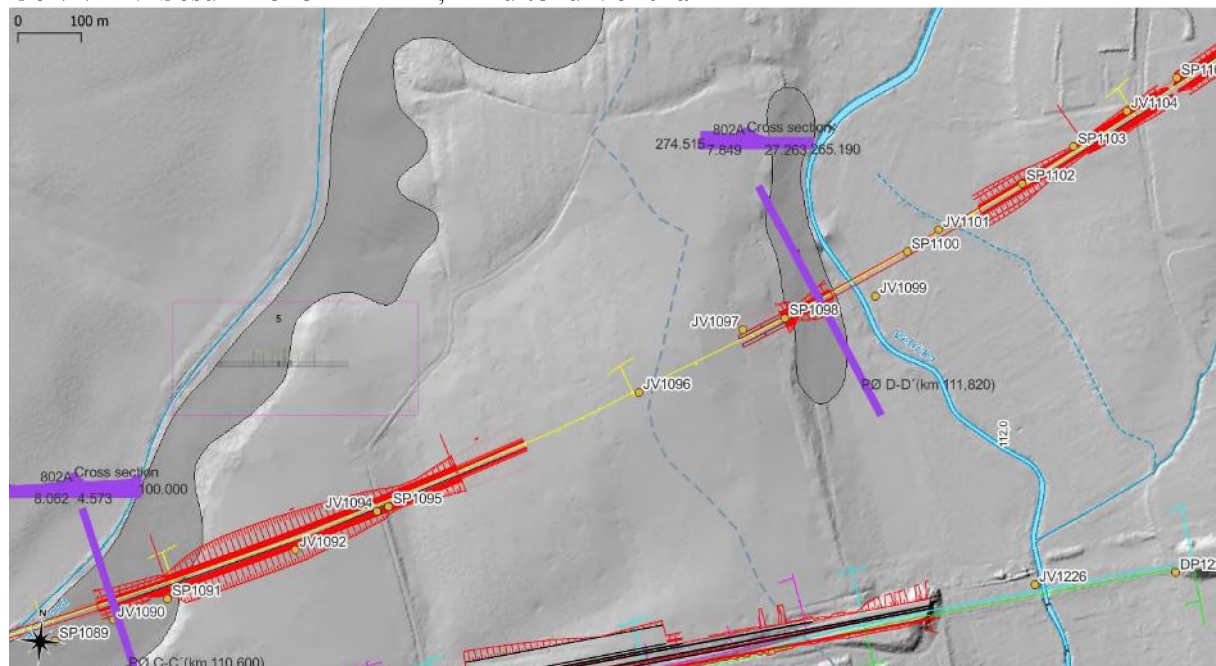 0 100 m
SP110
JV1104
802A Cross section
274.515 7.849 27.263 265.190
SP1103
SP1102
JV1101
SP1100
JV1099
5
SP1098
JV1097
PØ D-D´(km 111,820)
JV1096
112,0
802A Cross section
8.062 4.573 100.000
JV1094 SP1095
JV1092
SP1091
JV1090
JV1226
DP122
N
SP1089
PØ C-C´(km 110,600)